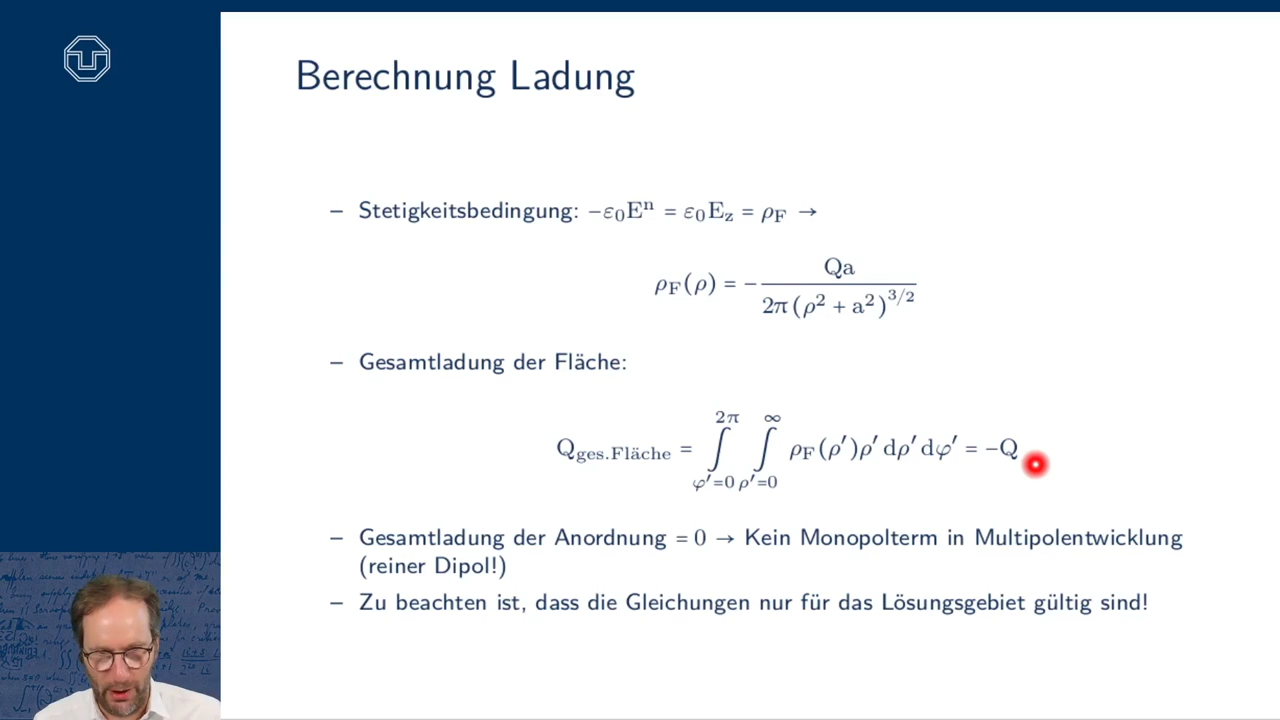 Berechnung Ladung
– Stetigkeitsbedingung: −ε₀Eⁿ = ε₀E_z = ρ_F →
ρ_F(ρ) = − Qa / 2π(ρ² + a²)^{3/2}
– Gesamtladung der Fläche:
Q_{ges.Fläche} = ∫_{φ′=0}^{2π} ∫_{ρ′=0}^{∞} ρ_F(ρ′)ρ′ dρ′ dφ′ = −Q
– Gesamtladung der Anordnung = 0 → Kein Monopolterm in Multipolentwicklung
(reiner Dipol!)
– Zu beachten ist, dass die Gleichungen nur für das Lösungsgebiet gültig sind!